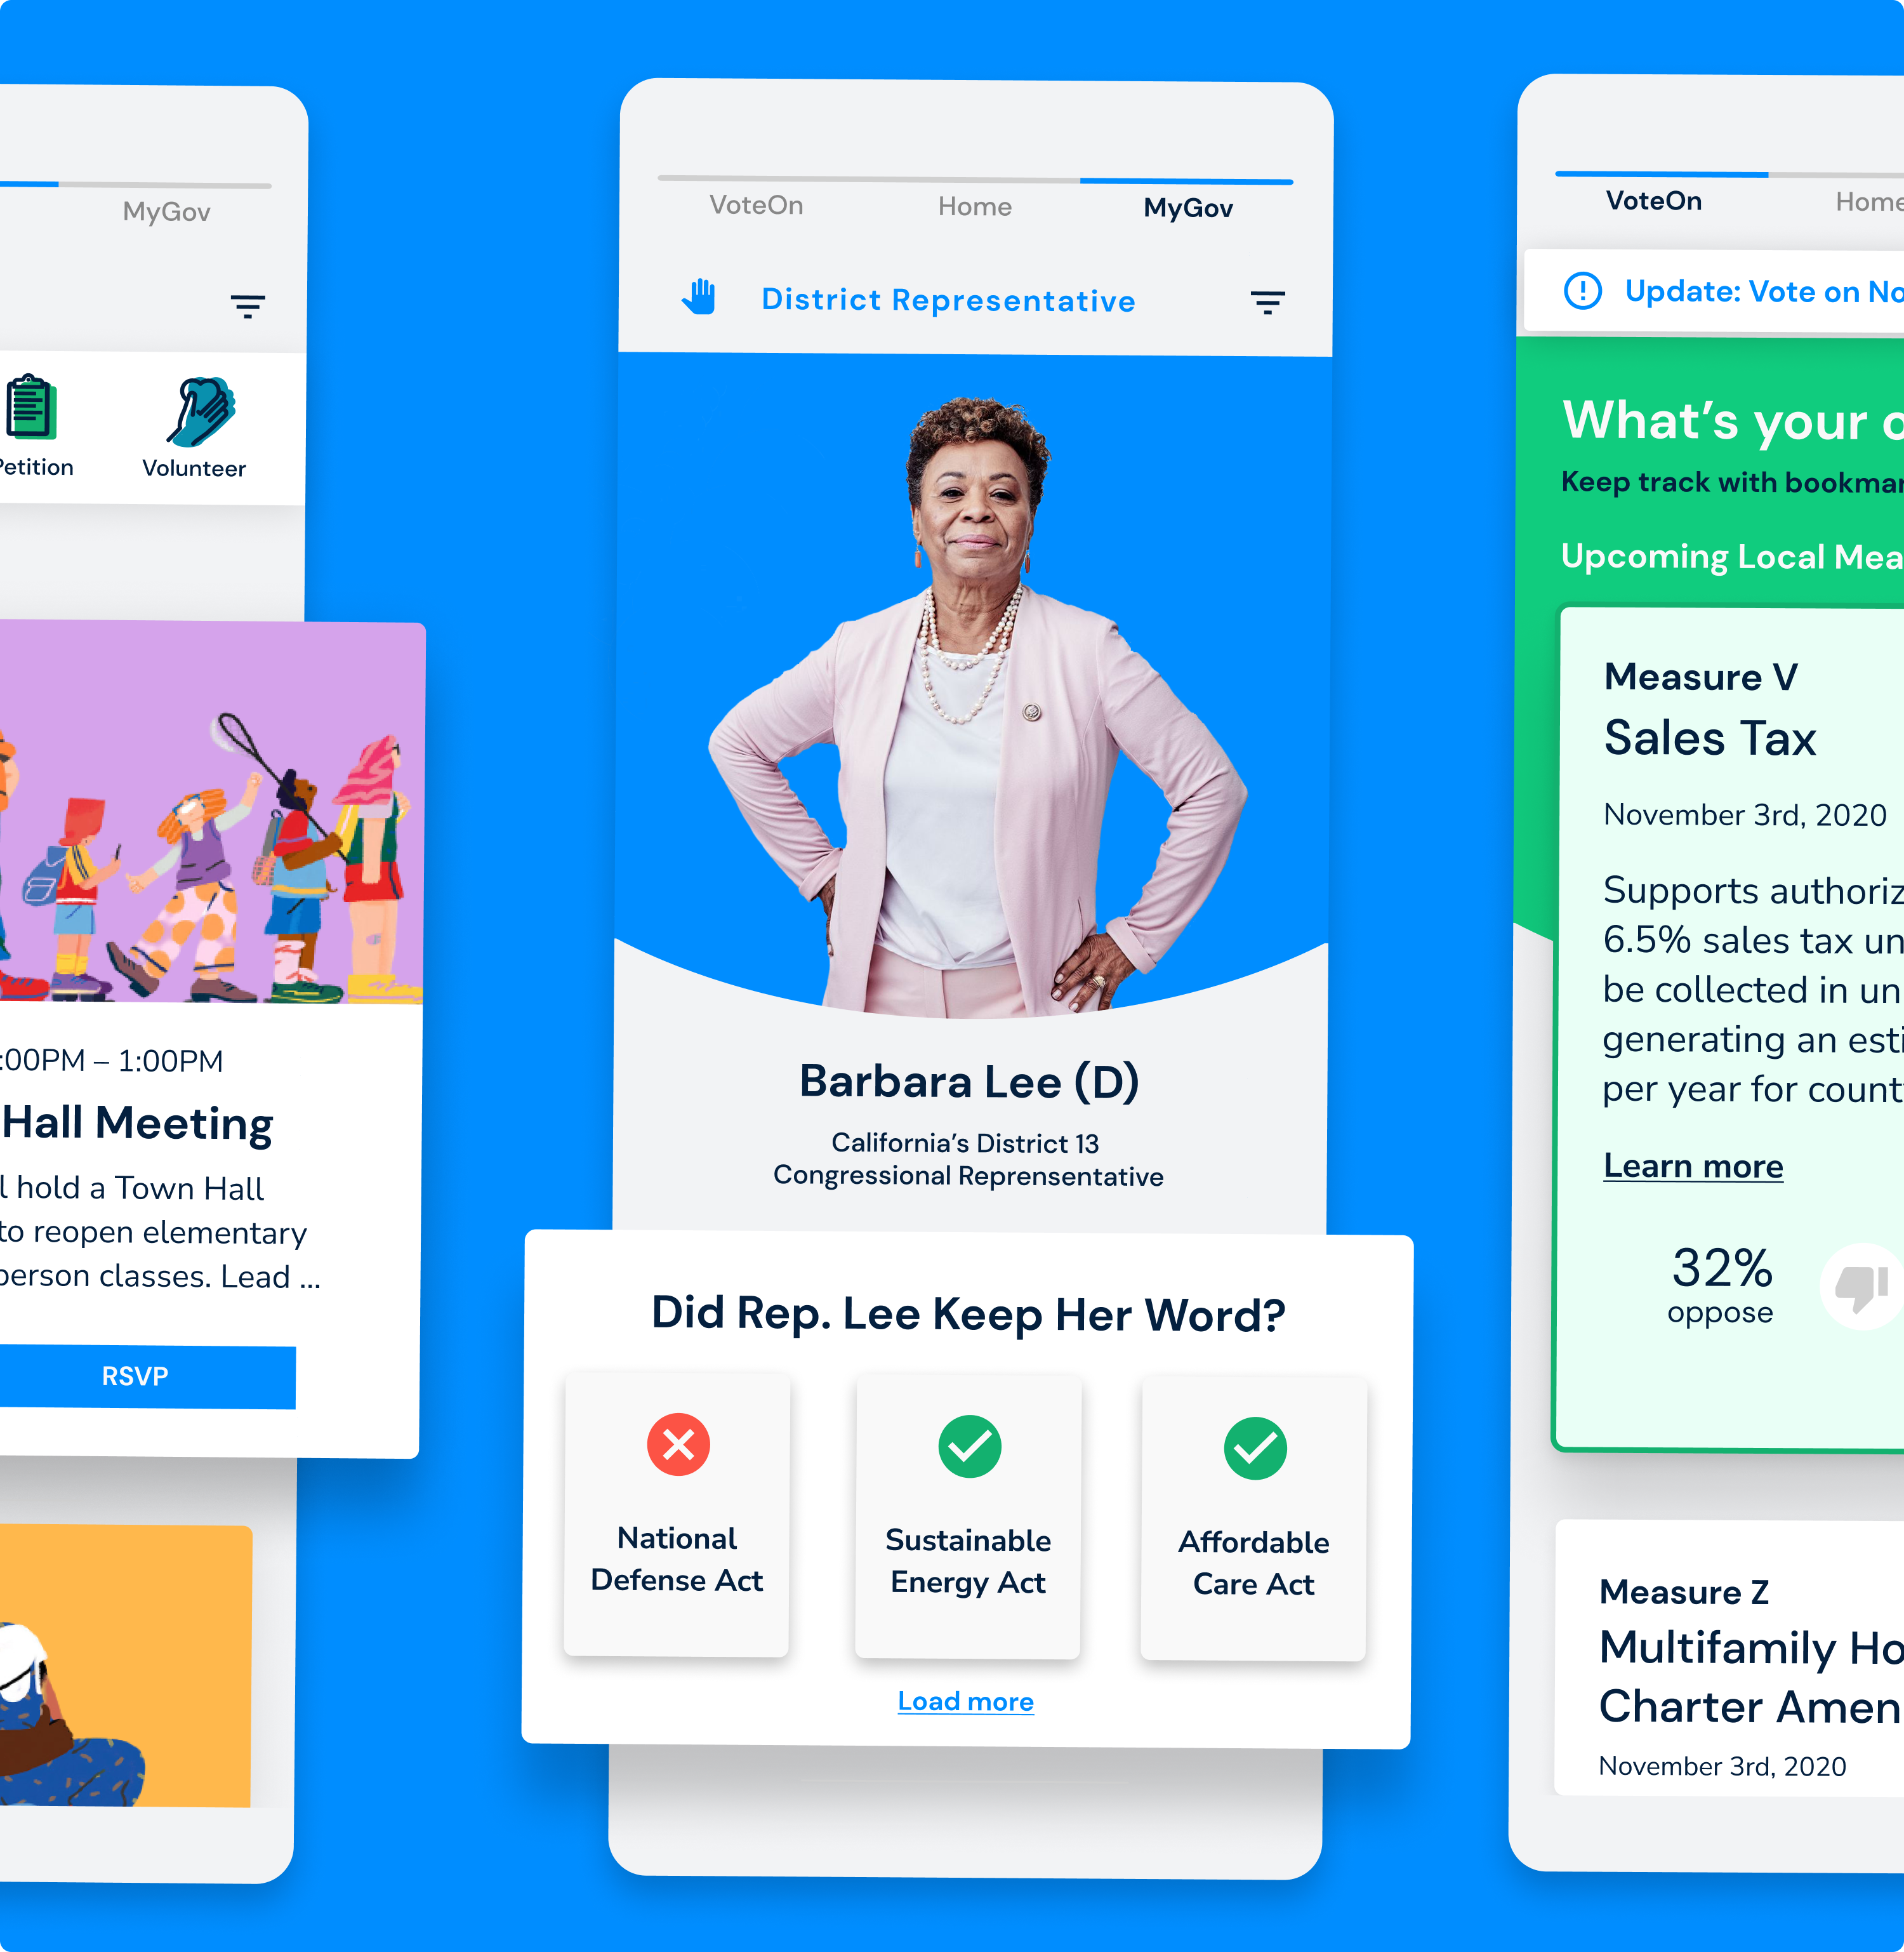 MyGov
Petition
Volunteer
:00PM – 1:00PM
Hall Meeting
l hold a Town Hall
to reopen elementary
person classes. Lead ...
RSVP
VoteOn
Home
MyGov
District Representative
Barbara Lee (D)
California’s District 13
Congressional Reprensentative
Did Rep. Lee Keep Her Word?
National
Defense Act
Sustainable
Energy Act
Affordable
Care Act
Load more
VoteOn
Home
Update: Vote on No
What’s your o
Keep track with bookmar
Upcoming Local Mea
Measure V
Sales Tax
November 3rd, 2020
Supports authoriz
6.5% sales tax un
be collected in un
generating an esti
per year for count
Learn more
32%
oppose
Measure Z
Multifamily Ho
Charter Amen
November 3rd, 2020